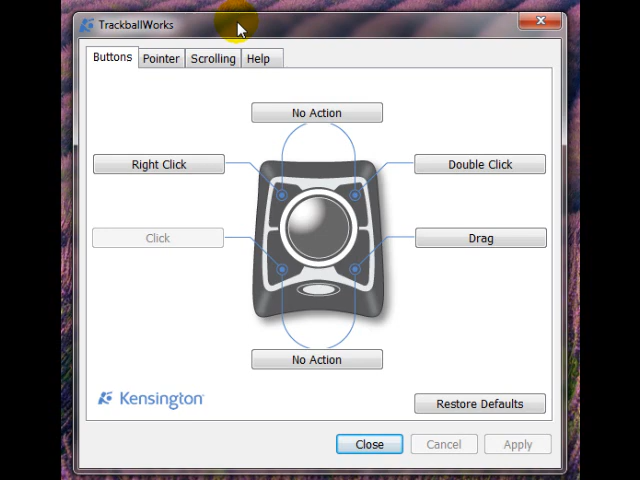 TrackballWorks
Buttons Pointer Scrolling Help
No Action
Right Click Double Click
Click Drag
No Action
Kensington
Restore Defaults
Close Cancel Apply